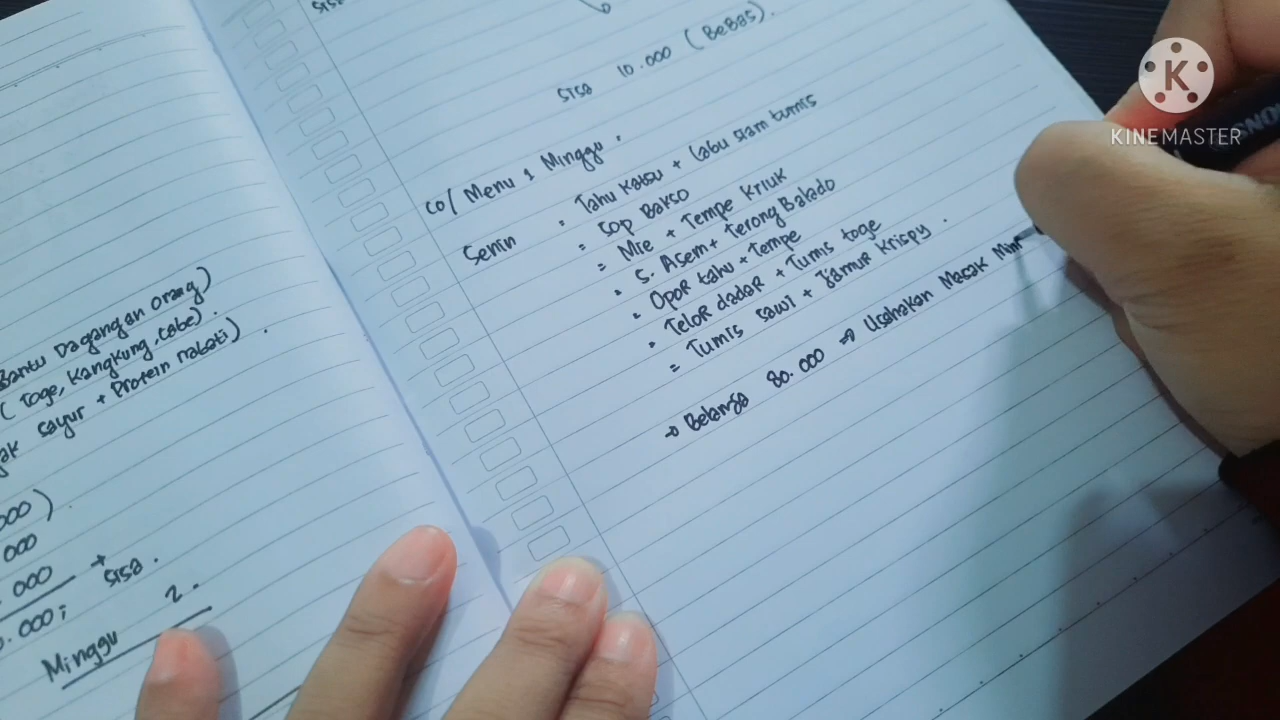 Bantu Dagangan orang)
( toge, kangkung, cabe).
sayur + Protein nabati) .
000)
000
.000 +
0.000; sisa.
Minggu 2.
sisa
sisa 10.000 (BeBas).
co/ Menu 1 Minggu.
Senin = Tahu katsu + labu siam tumis
= Sop Bakso
= Mie + Tempe Kriuk
= S. Asem + Terong Balado
= Opor tahu + Tempe
= Telor dadar + Tumis toge
= Tumis sawi + Jamur Krispy .
→ Belanja 80.000 → Usahakan Masak Min
KINEMASTER